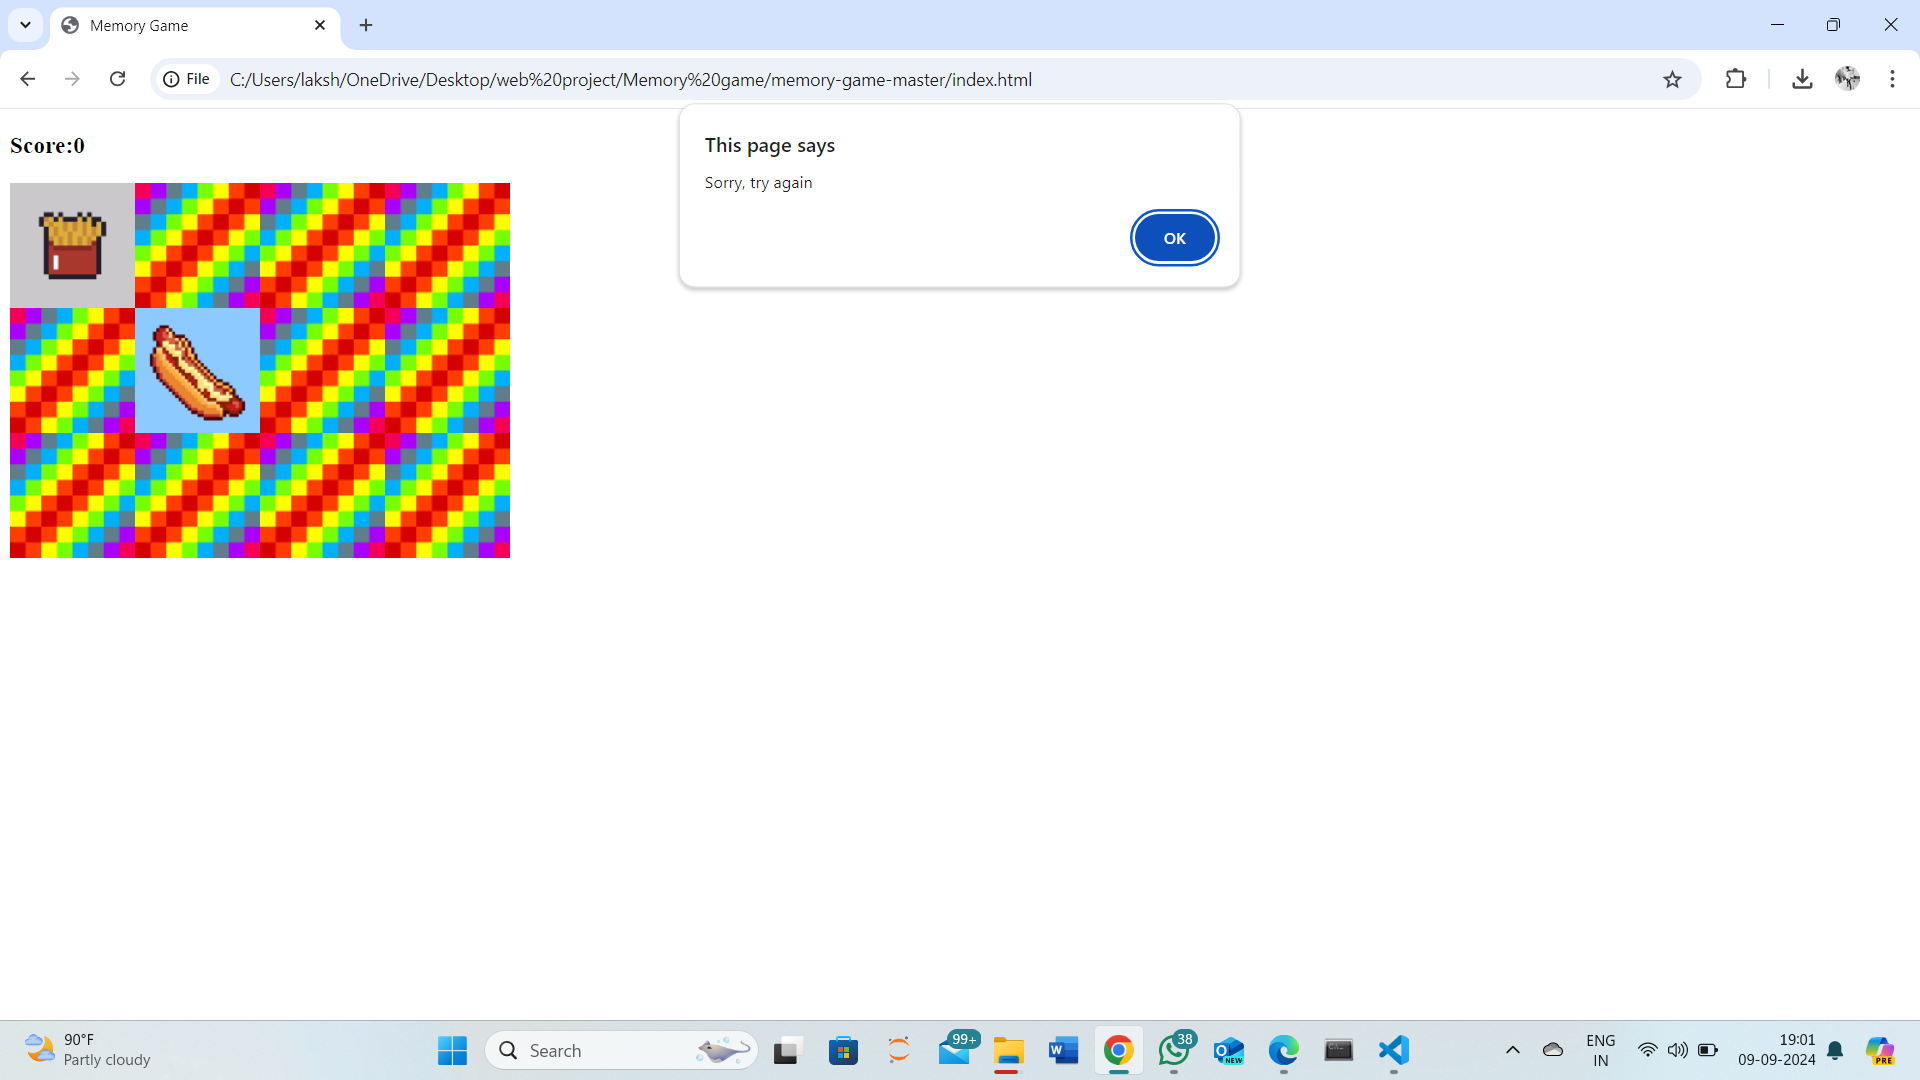 Memory Game
File
C:/Users/laksh/OneDrive/Desktop/web%20project/Memory%20game/memory-game-master/index.html
Score:0
This page says
Sorry, try again
OK
90°F
Partly cloudy
Search
99+
W
38
NEW
ENG
IN
19:01
09-09-2024
PRE